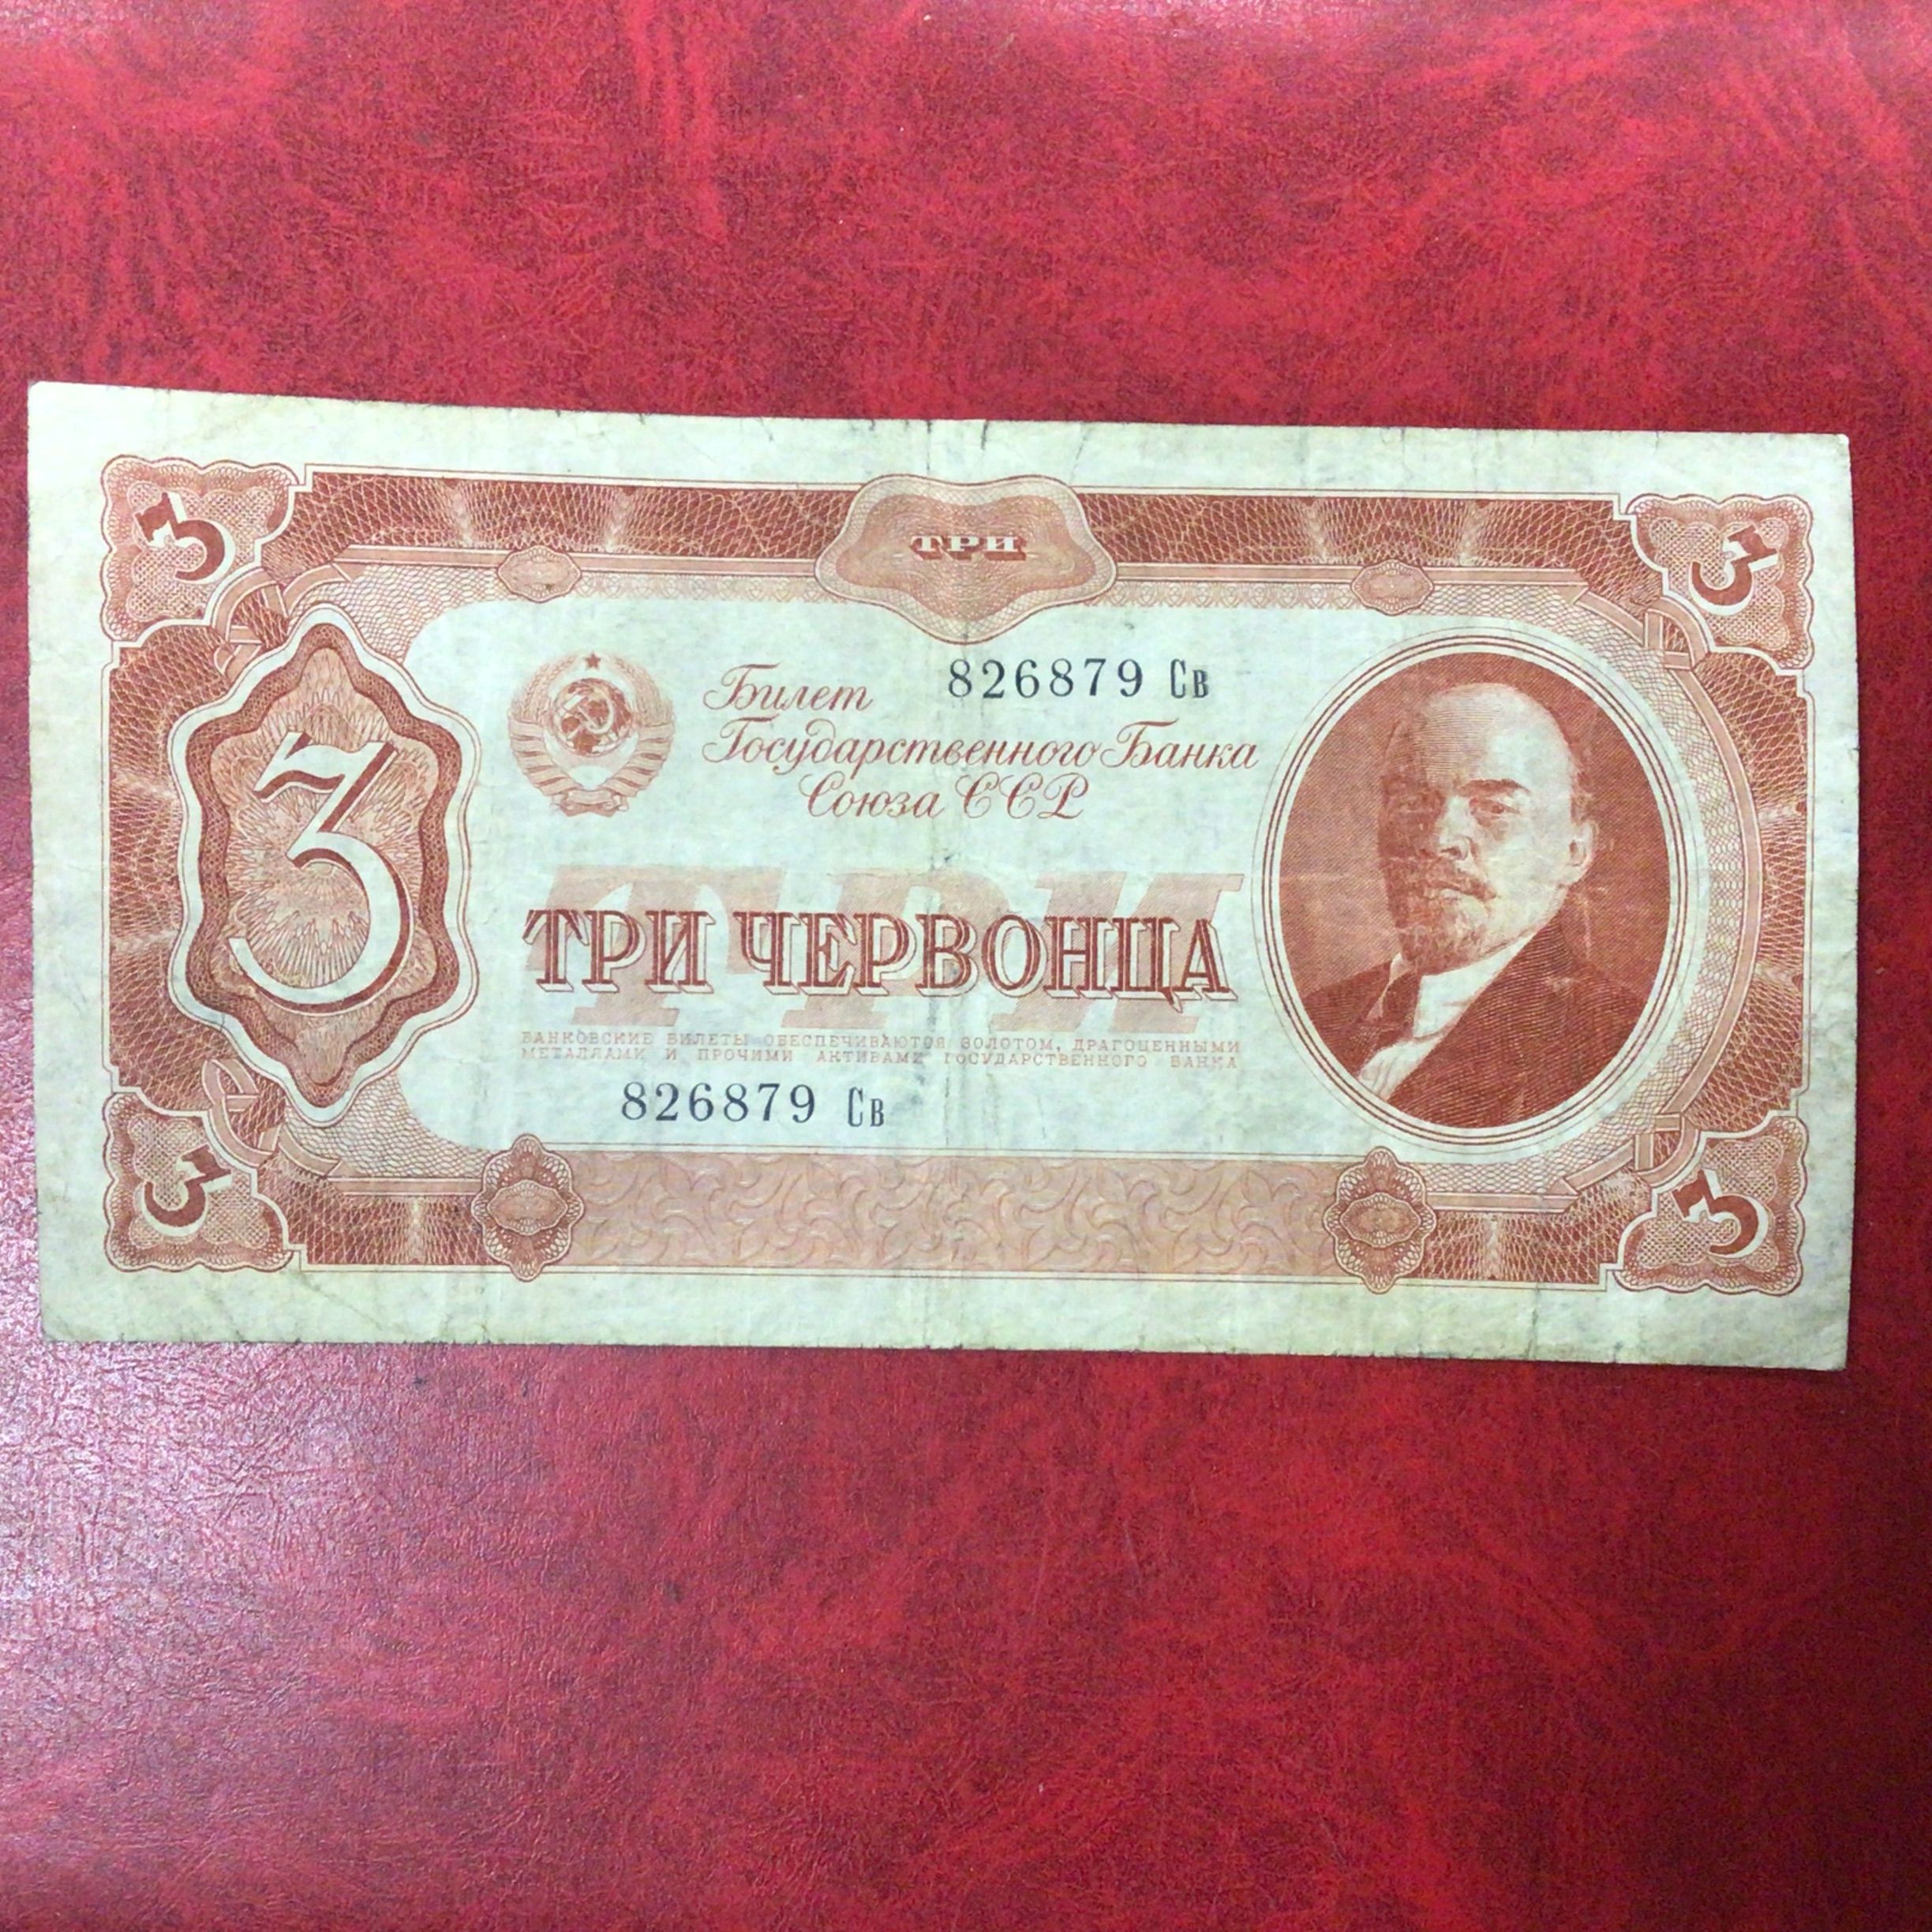 3
ТРИ
3
Билет
826879 Св
Государственного Банка
Союза ССР
3
ТРИ
ТРИ ЧЕРВОНЦА
БАНКОВСКИЕ БИЛЕТЫ ОБЕСПЕЧИВАЮТСЯ ЗОЛОТОМ, ДРАГОЦЕННЫМИ
МЕТАЛЛАМИ И ПРОЧИМИ АКТИВАМИ ГОСУДАРСТВЕННОГО БАНКА
826879 Св
3
3